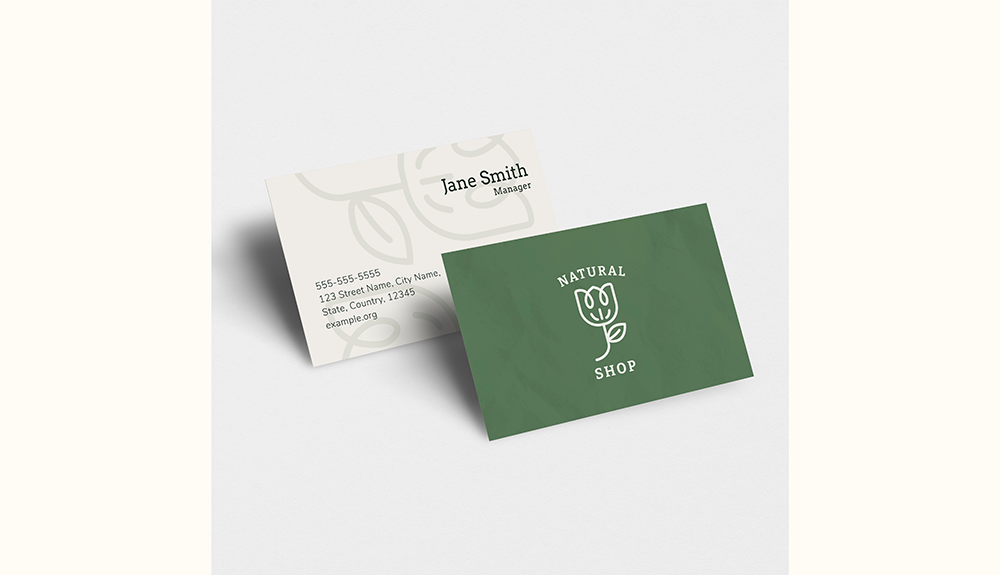 Jane Smith
Manager
555-555-5555
123 Street Name, City Name,
State, Country, 12345
example.org
NATURAL
SHOP